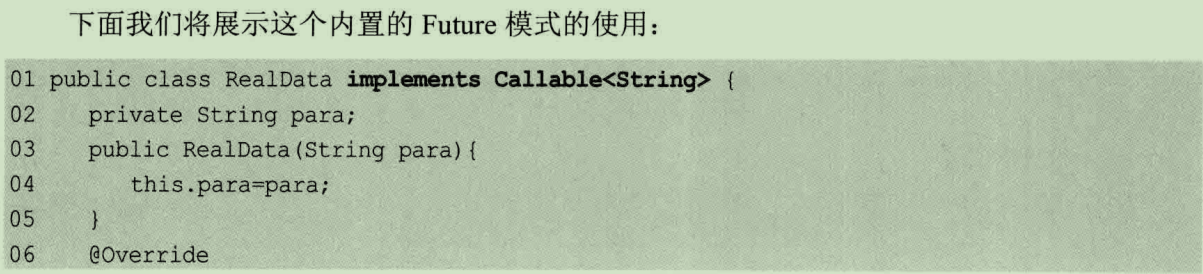 下面我们将展示这个内置的 Future 模式的使用：
01 public class RealData implements Callable<String> {
02    private String para;
03    public RealData(String para){
04       this.para=para;
05    }
06    @Override